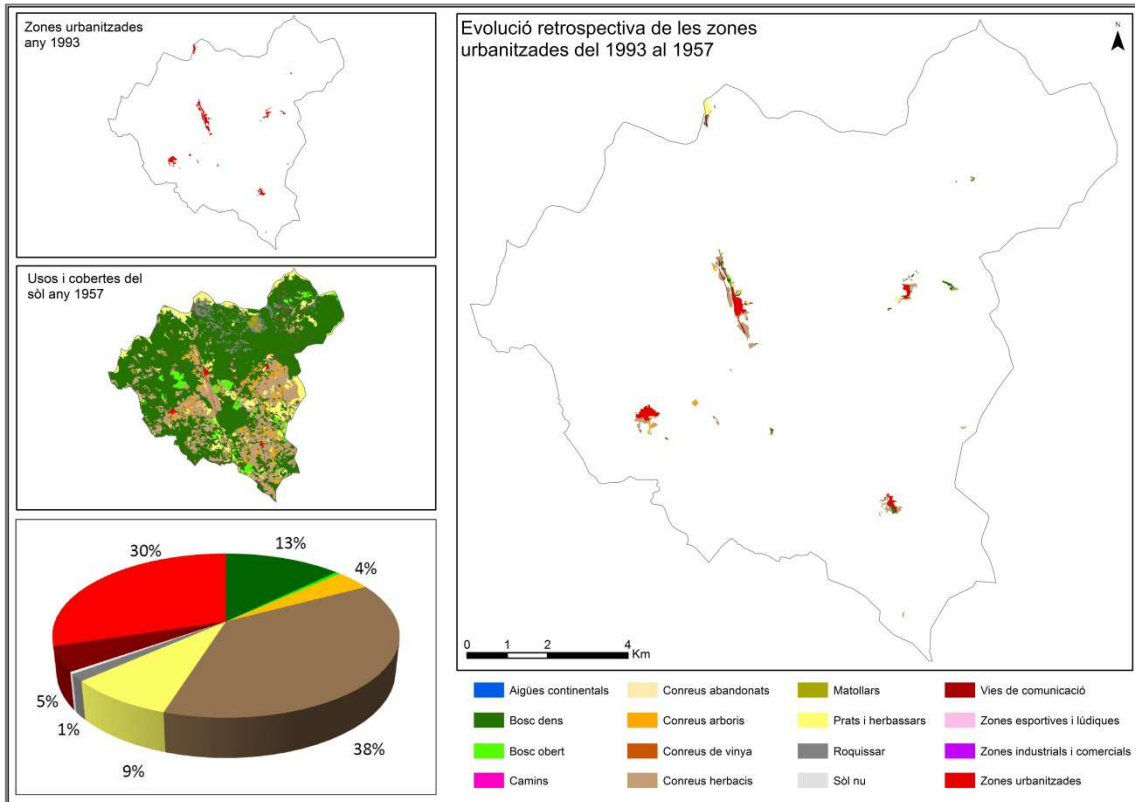 Zones urbanitzades
any 1993
Evolució retrospectiva de les zones
urbanitzades del 1993 al 1957
N
Usos i cobertes del
sòl any 1957
30%
13%
4%
5%
1%
9%
38%
0 1 2 4
Km
Aigües continentals
Bosc dens
Bosc obert
Camins
Conreus abandonats
Conreus arboris
Conreus de vinya
Conreus herbacis
Matollars
Prats i herbassars
Roquissar
Sòl nu
Vies de comunicació
Zones esportives i lúdiques
Zones industrials i comercials
Zones urbanitzades